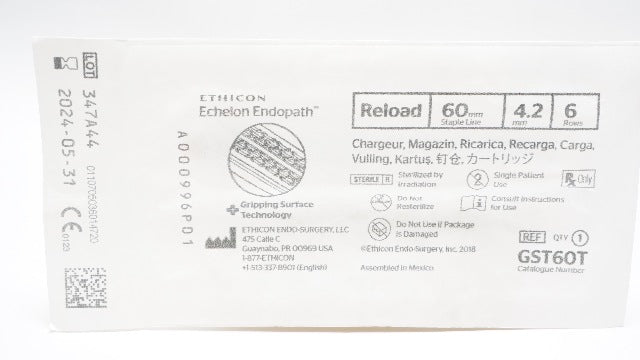 LOT
347A44
2024-05-31
CE
0123
A000996P01
ETHICON
Echelon Endopath™
Gripping Surface
Technology
ETHICON ENDO-SURGERY, LLC
475 Calle C
Guaynabo, PR 00969 USA
1-877-ETHICON
+1-513-337-8901 (English)
Reload
60mm
Staple Line
4.2
mm
6
Rows
Chargeur, Magazin, Ricarica, Recarga, Carga,
Vulling, Kartuş, 钉仓, カートリッジ
STERILE R
Sterilized by
Irradiation
2
Single Patient
Use
Rx Only
Do Not
Resterilize
i
Consult Instructions
for Use
Do Not Use if Package
is Damaged
©Ethicon Endo-Surgery, Inc. 2018
Assembled in Mexico
REF
QTY 1
GST60T
Catalogue Number